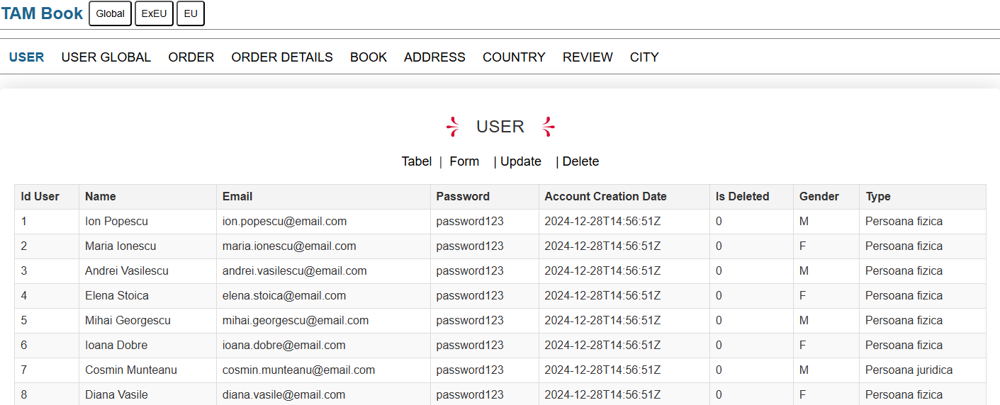 TAM Book Global ExEU EU
USER USER GLOBAL ORDER ORDER DETAILS BOOK ADDRESS COUNTRY REVIEW CITY
USER
Tabel | Form | Update | Delete
Id User Name Email Password Account Creation Date Is Deleted Gender Type
1 Ion Popescu ion.popescu@email.com password123 2024-12-28T14:56:51Z 0 M Persoana fizica
2 Maria Ionescu maria.ionescu@email.com password123 2024-12-28T14:56:51Z 0 F Persoana fizica
3 Andrei Vasilescu andrei.vasilescu@email.com password123 2024-12-28T14:56:51Z 0 M Persoana fizica
4 Elena Stoica elena.stoica@email.com password123 2024-12-28T14:56:51Z 0 F Persoana fizica
5 Mihai Georgescu mihai.georgescu@email.com password123 2024-12-28T14:56:51Z 0 M Persoana fizica
6 Ioana Dobre ioana.dobre@email.com password123 2024-12-28T14:56:51Z 0 F Persoana fizica
7 Cosmin Munteanu cosmin.munteanu@email.com password123 2024-12-28T14:56:51Z 0 M Persoana juridica
8 Diana Vasile diana.vasile@email.com password123 2024-12-28T14:56:51Z 0 F Persoana fizica